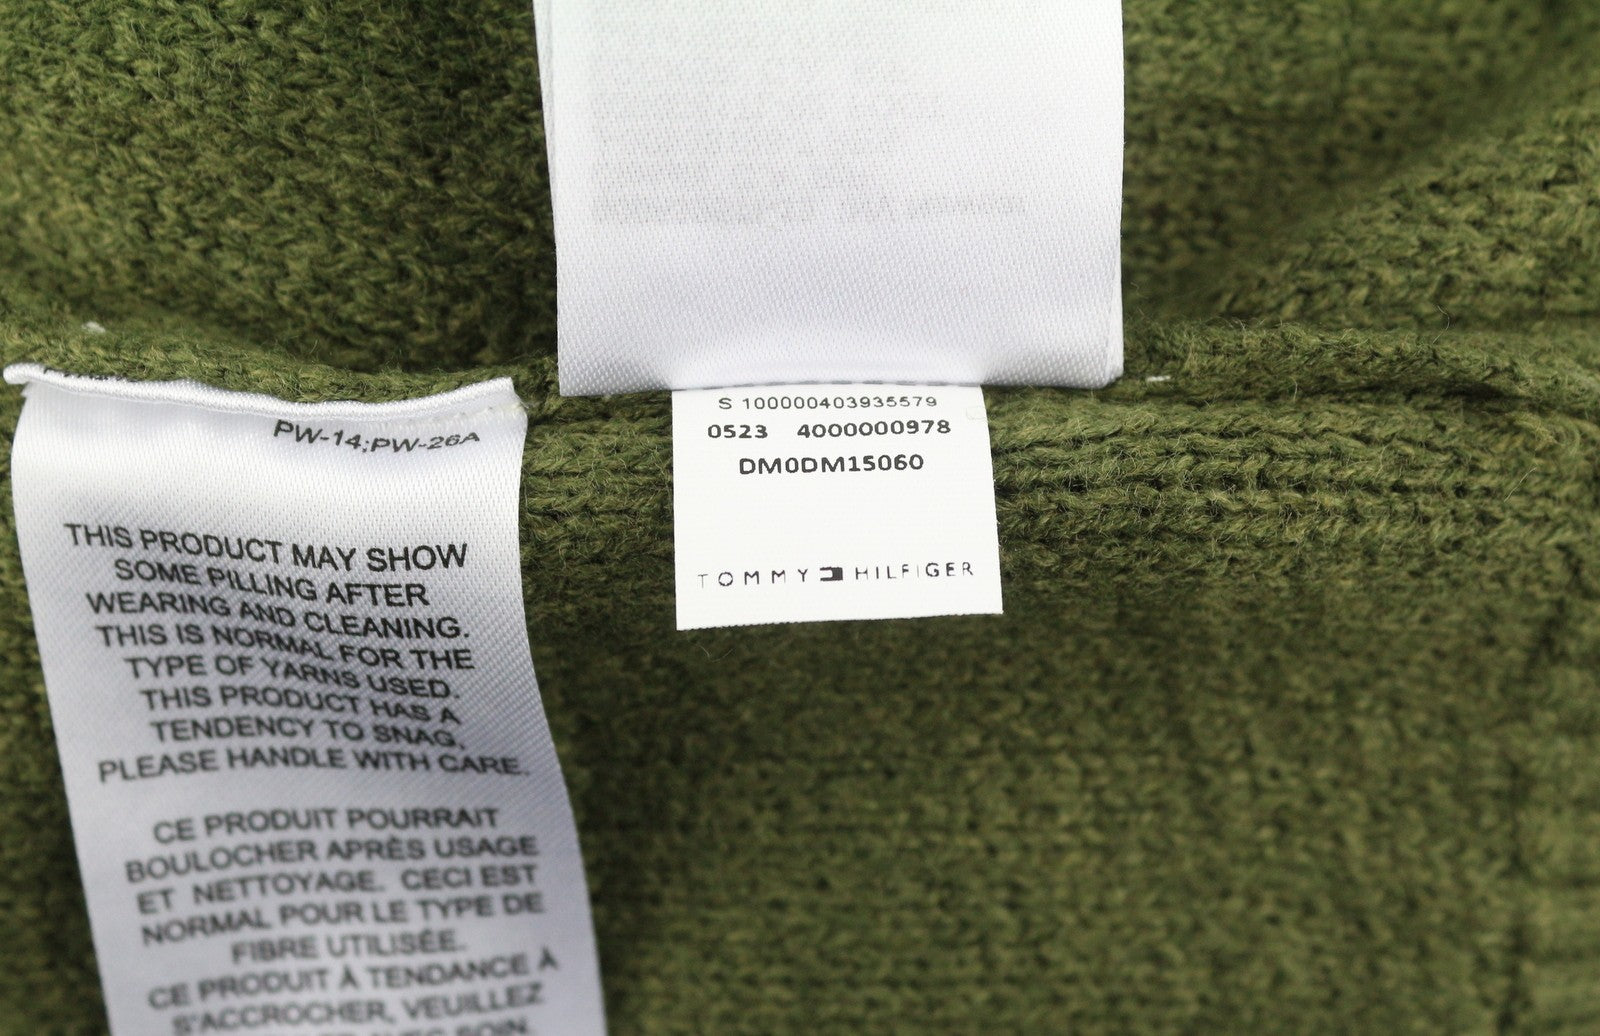 PW-14;PW-26A
THIS PRODUCT MAY SHOW
SOME PILLING AFTER
WEARING AND CLEANING.
THIS IS NORMAL FOR THE
TYPE OF YARNS USED.
THIS PRODUCT HAS A
TENDENCY TO SNAG,
PLEASE HANDLE WITH CARE.
CE PRODUIT POURRAIT
BOULOCHER APRÈS USAGE
ET NETTOYAGE. CECI EST
NORMAL POUR LE TYPE DE
FIBRE UTILISÉE.
CE PRODUIT À TENDANCE À
S'ACCROCHER, VEUILLEZ
AVEC SOIN
S 100000403935579
0523 4000000978
DM0DM15060
TOMMY HILFIGER